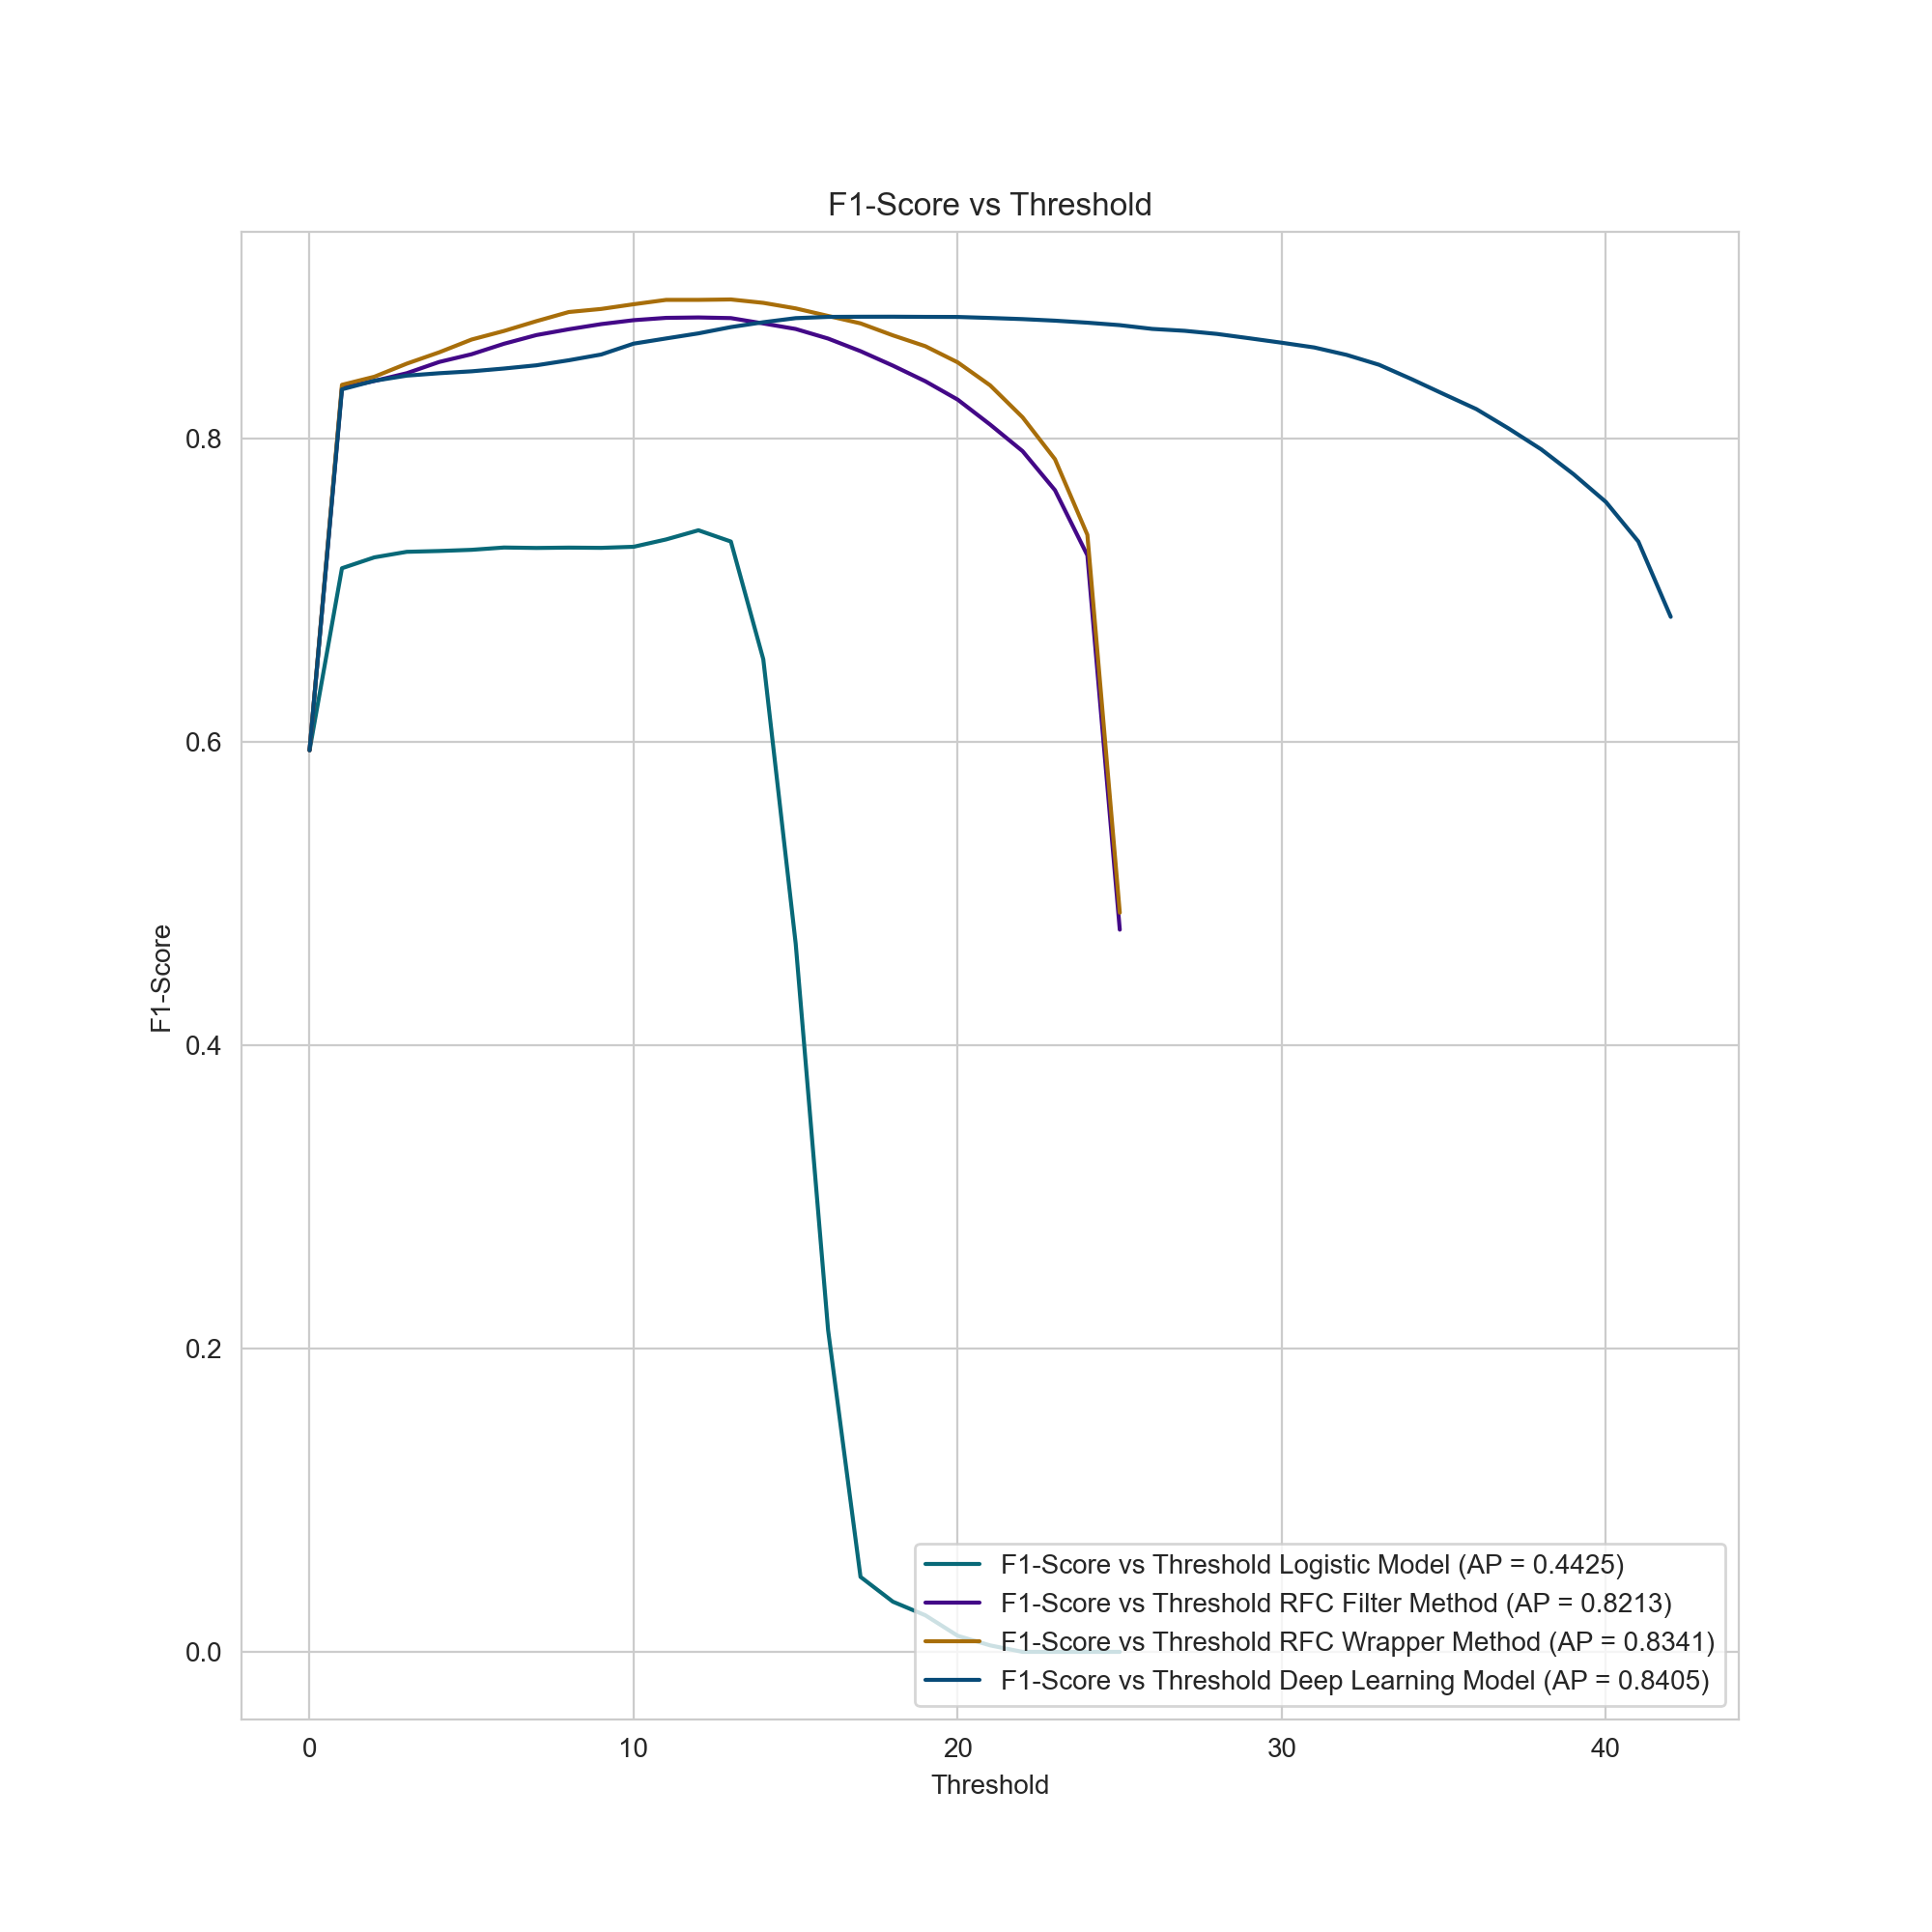 F1-Score vs Threshold
F1-Score
0.8
0.6
0.4
0.2
0.0
F1-Score vs Threshold Logistic Model (AP = 0.4425)
F1-Score vs Threshold RFC Filter Method (AP = 0.8213)
F1-Score vs Threshold RFC Wrapper Method (AP = 0.8341)
F1-Score vs Threshold Deep Learning Model (AP = 0.8405)
0 10 20 30 40
Threshold